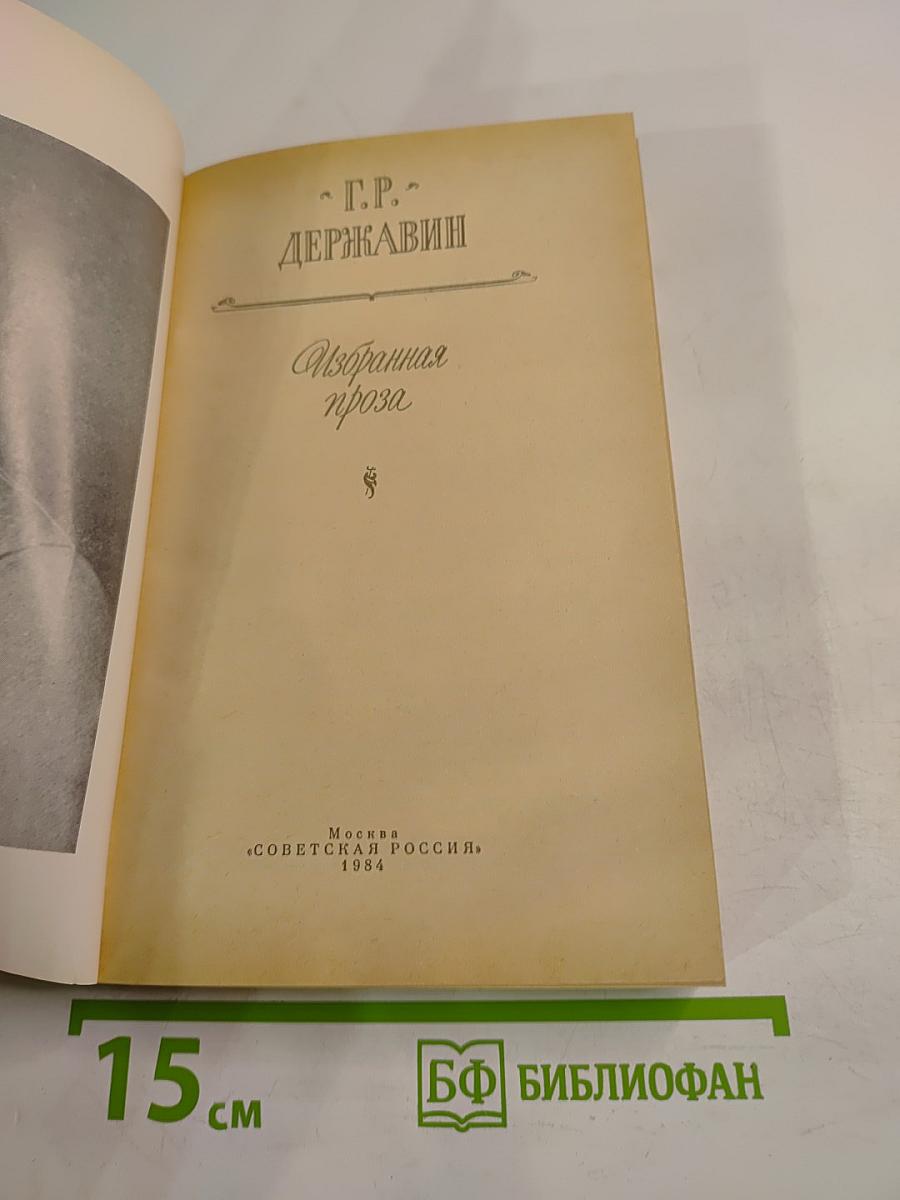 Г. Р.
ДЕРЖАВИН
Избранная
проза
Москва
«СОВЕТСКАЯ РОССИЯ»
1984
15 см
БФ БИБЛИОФАН